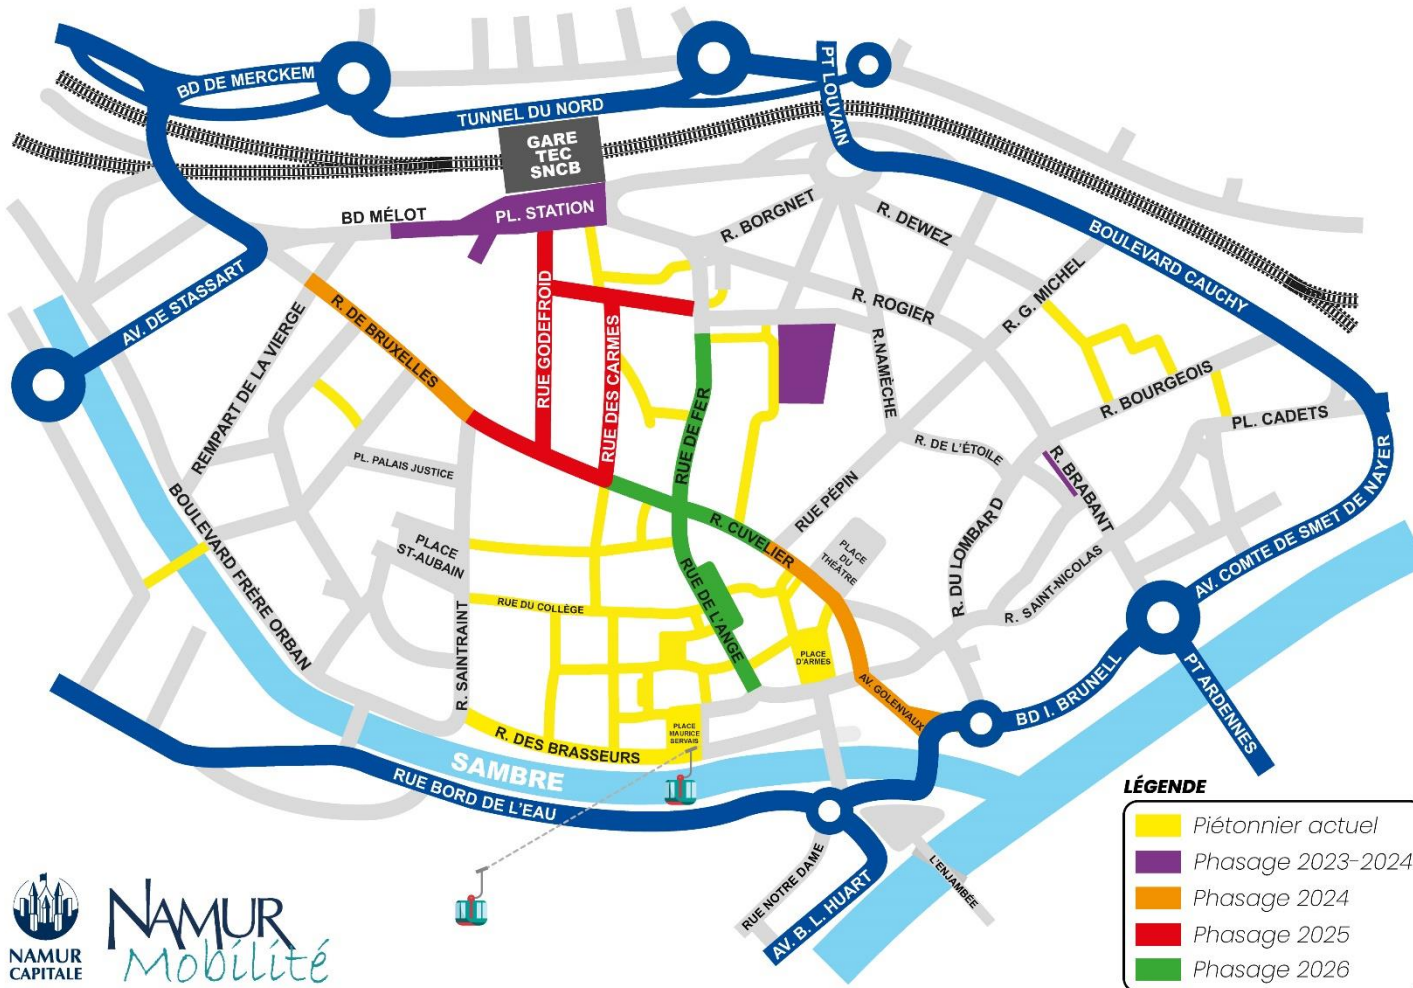 BD DE MERCKEM
TUNNEL DU NORD
PT LOUVAIN
GARE
TEC
SNCB
BD MÉLOT
PL. STATION
R. BORGNET
R. DEWEZ
BOULEVARD CAUCHY
AV. DE STASSART
R. DE BRUXELLES
RUE GODEFROID
RUE DES CARMES
R. ROGIER
R. G. MICHEL
R.NAMÈCHE
REMPART DE LA VIERGE
RUE DE FER
R. BOURGEOIS
PL. CADETS
PL. PALAIS JUSTICE
R. DE L'ÉTOILE
R. BRABANT
AV. COMTE DE SMET DE NAYER
BOULEVARD FRÈRE ORBAN
PLACE
ST-AUBAIN
R. CUVELIER
RUE PÉPIN
PLACE
DU
THÉÂTRE
R. DU LOMBARD
R. SAINT-NICOLAS
RUE DU COLLÈGE
RUE DE L'ANGE
R. SAINTRAINT
PLACE
D'ARMES
AV. GOLENVAUX
BD I. BRUNELL
PT ARDENNES
R. DES BRASSEURS
PLACE
MAURICE
SERVAIS
SAMBRE
RUE BORD DE L'EAU
RUE NOTRE DAME
AV. B. L. HUART
L'ENJAMBÉE
LÉGENDE
Piétonnier actuel
Phasage 2023-2024
Phasage 2024
Phasage 2025
Phasage 2026
NAMUR
CAPITALE
NAMUR
Mobilité